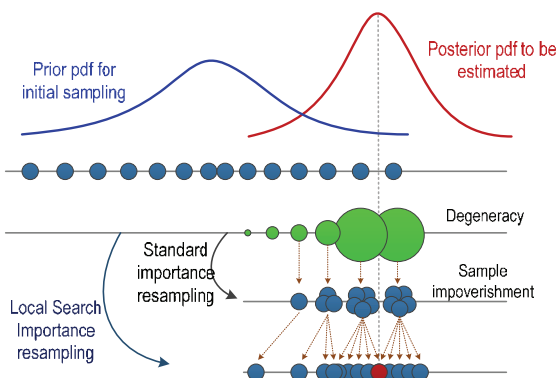 Prior pdf for
initial sampling
Posterior pdf to be
estimated
Degeneracy
Standard
importance
resampling
Sample
impoverishment
Local Search
Importance
resampling